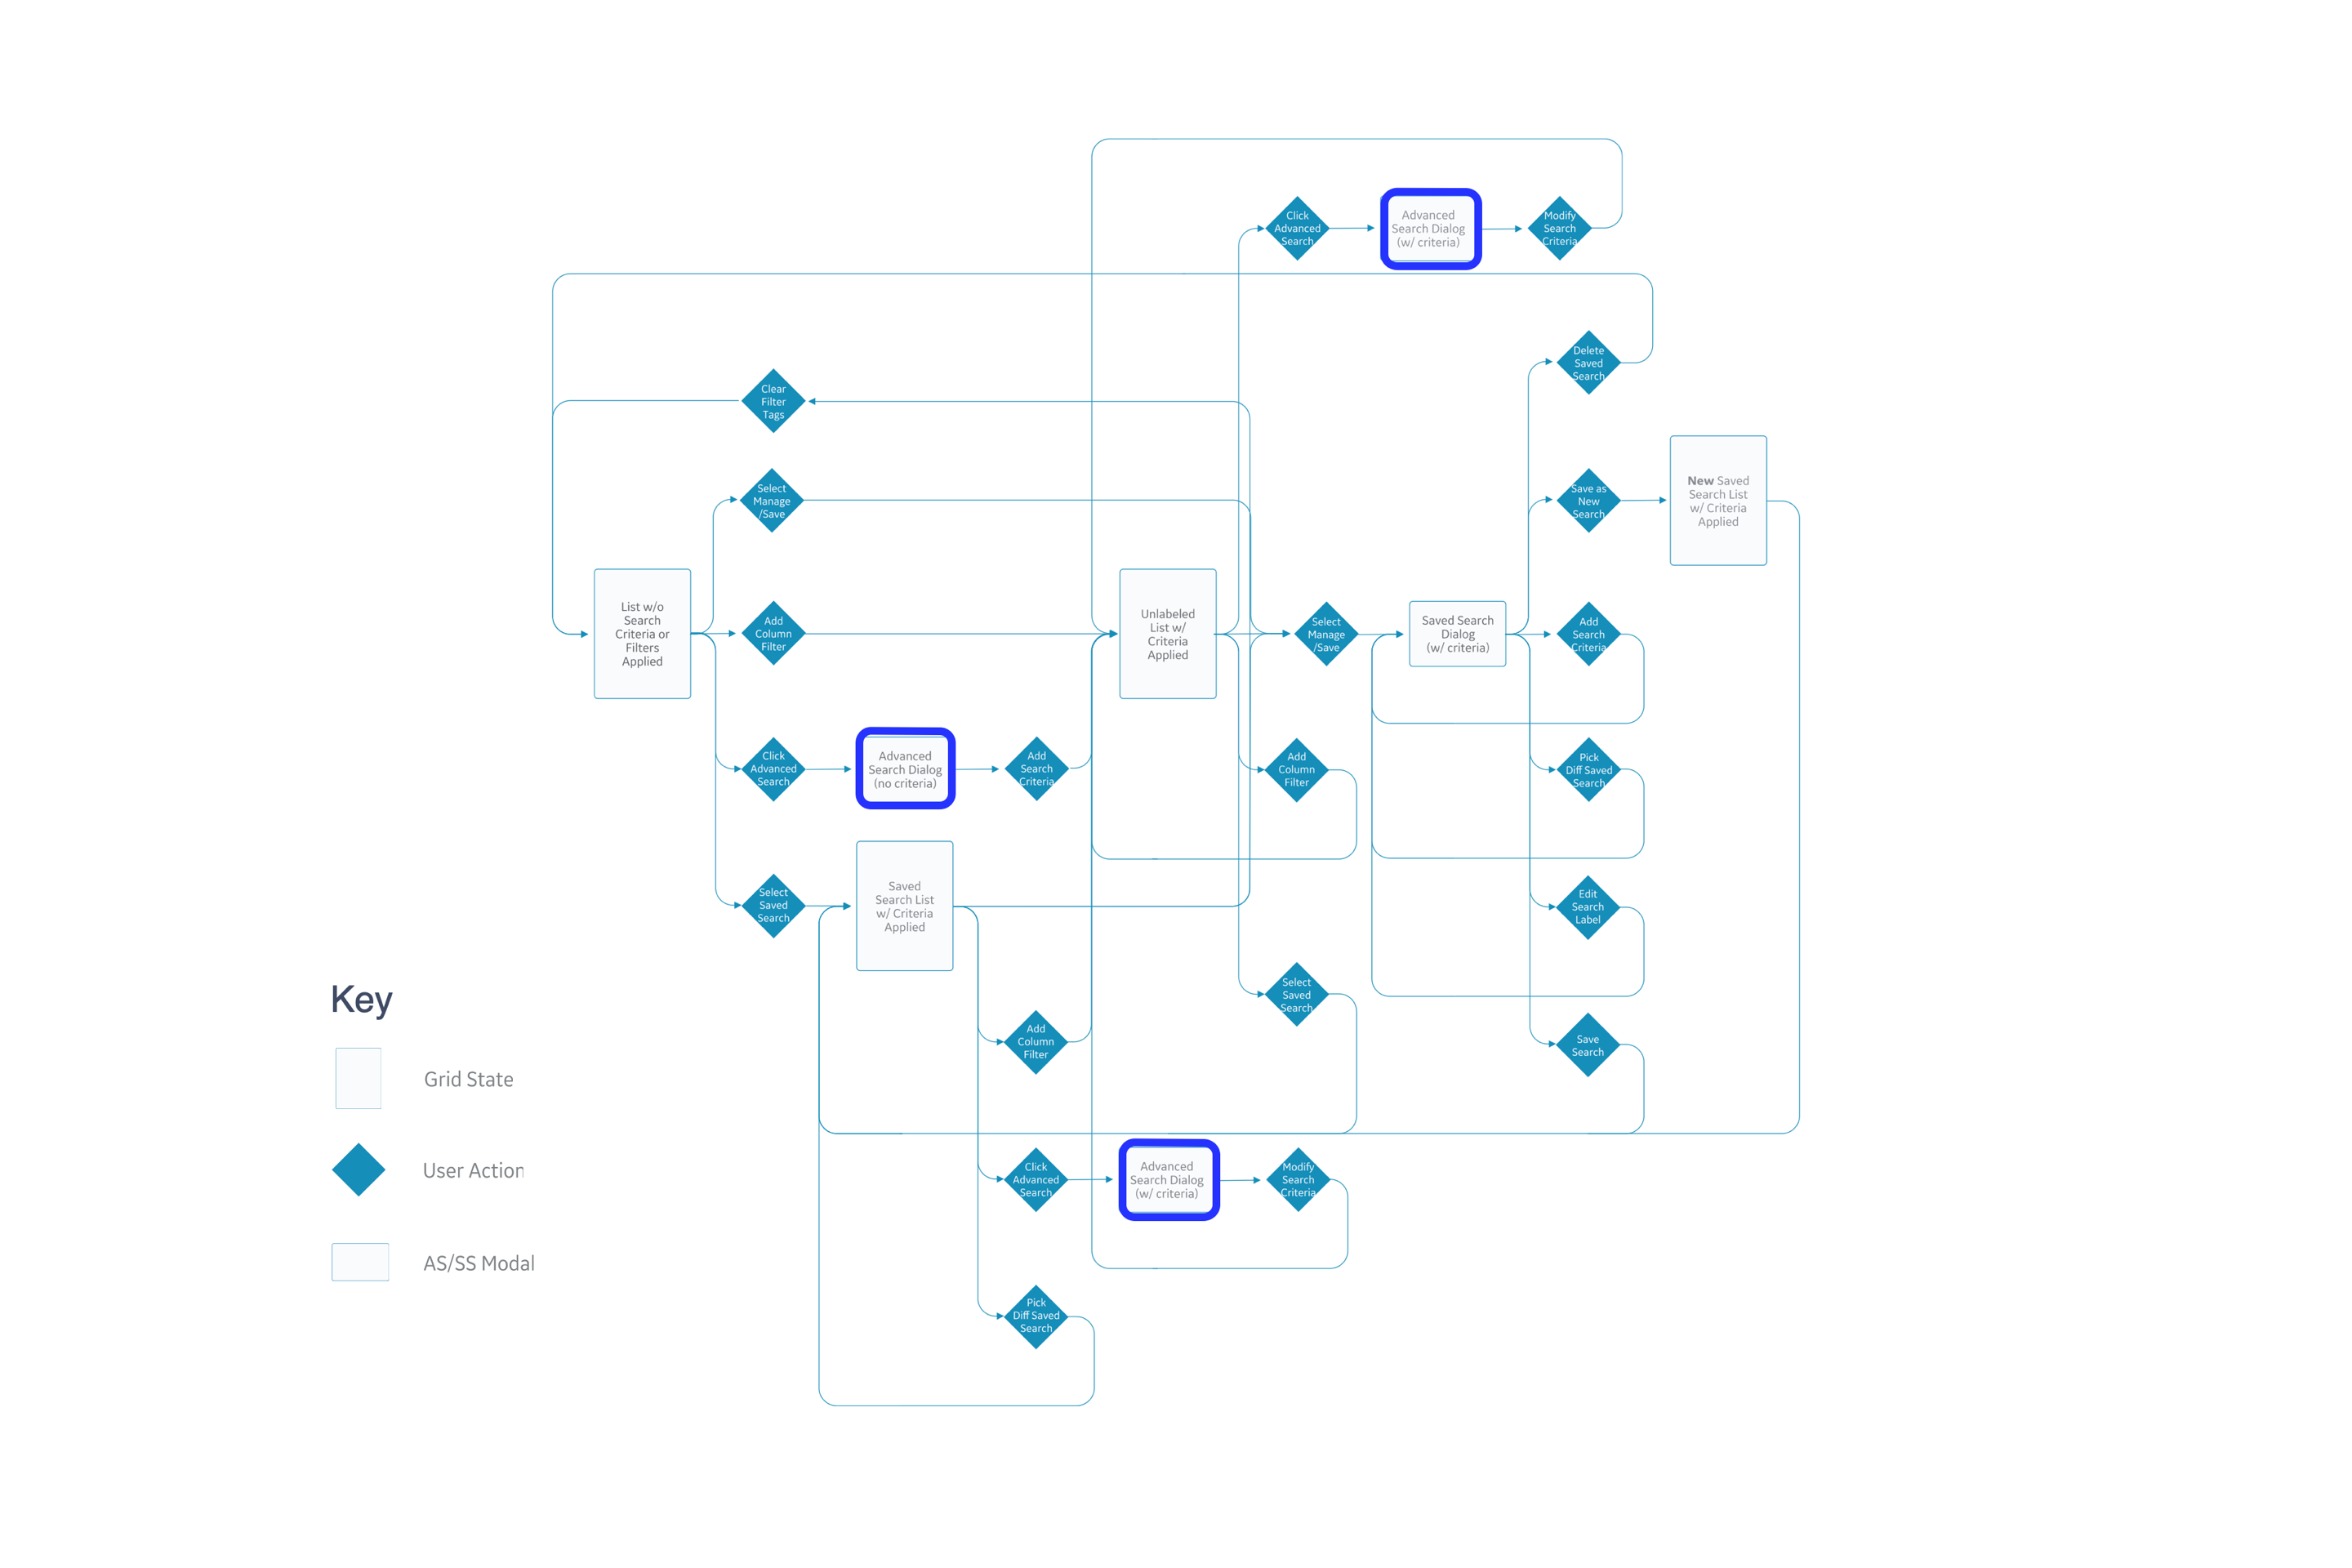 Click
Advanced
Search
Advanced
Search Dialog
(w/ criteria)
Modify
Search
Criteria
Delete
Saved
Search
Clear
Filter
Tags
Select
Manage
/Save
Save as
New
Search
New Saved
Search List
w/ Criteria
Applied
List w/o
Search
Criteria or
Filters
Applied
Add
Column
Filter
Unlabeled
List w/
Criteria
Applied
Select
Manage
/Save
Saved Search
Dialog
(w/ criteria)
Add
Search
Criteria
Click
Advanced
Search
Advanced
Search Dialog
(no criteria)
Add
Search
Criteria
Add
Column
Filter
Pick
Diff Saved
Search
Select
Saved
Search
Saved
Search List
w/ Criteria
Applied
Edit
Search
Label
Select
Saved
Search
Add
Column
Filter
Save
Search
Click
Advanced
Search
Advanced
Search Dialog
(w/ criteria)
Modify
Search
Criteria
Pick
Diff Saved
Search
Key
Grid State
User Action
AS/SS Modal